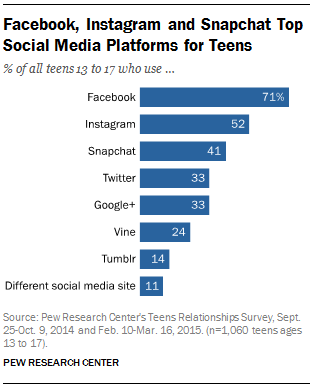 Facebook, Instagram and Snapchat Top
Social Media Platforms for Teens
% of all teens 13 to 17 who use ...
Facebook 71%
Instagram 52
Snapchat 41
Twitter 33
Google+ 33
Vine 24
Tumblr 14
Different social media site 11
Source: Pew Research Center's Teens Relationships Survey, Sept.
25-Oct. 9, 2014 and Feb. 10-Mar. 16, 2015. (n=1,060 teens ages
13 to 17).
PEW RESEARCH CENTER